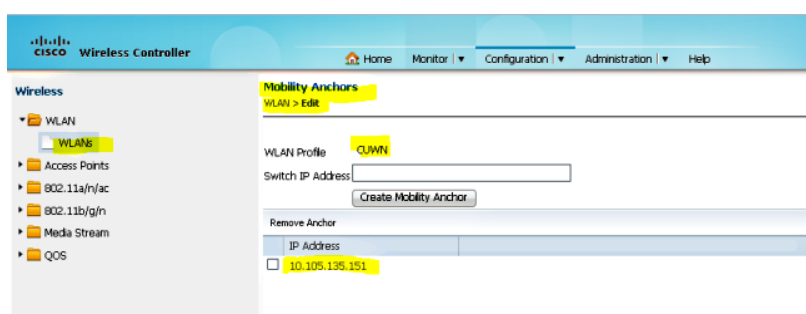 CISCO Wireless Controller
Home Monitor Configuration Administration Help
Wireless
WLAN
WLANs
Access Points
802.11a/n/ac
802.11b/g/n
Media Stream
QOS
Mobility Anchors
WLAN > Edit
WLAN Profile CUWN
Switch IP Address
Create Mobility Anchor
Remove Anchor
IP Address
10.105.135.151